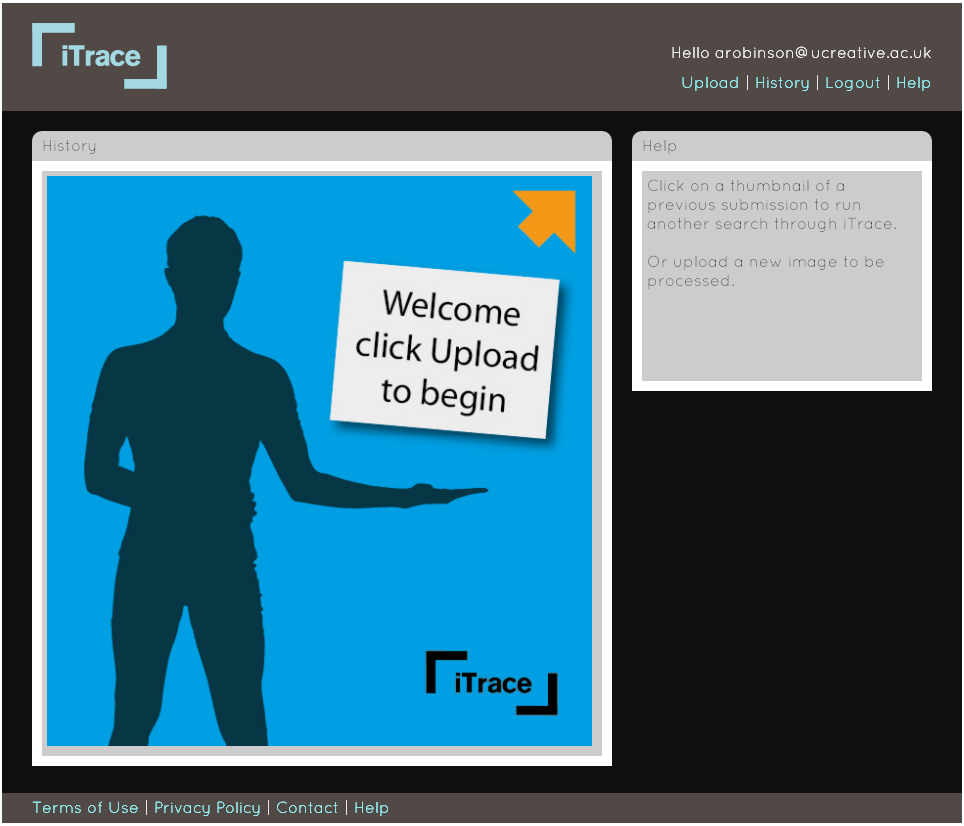 iTrace
Hello arobinson@ucreative.ac.uk
Upload | History | Logout | Help
History
Welcome
click Upload
to begin
iTrace
Help
Click on a thumbnail of a
previous submission to run
another search through iTrace.
Or upload a new image to be
processed.
Terms of Use | Privacy Policy | Contact | Help